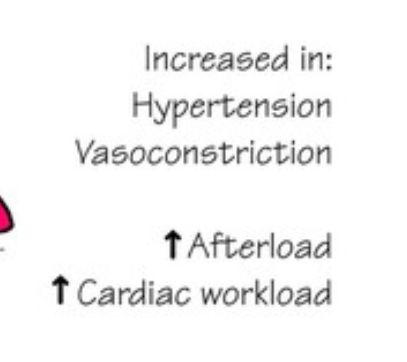 Increased in:
Hypertension
Vasoconstriction
↑ Afterload
↑ Cardiac workload